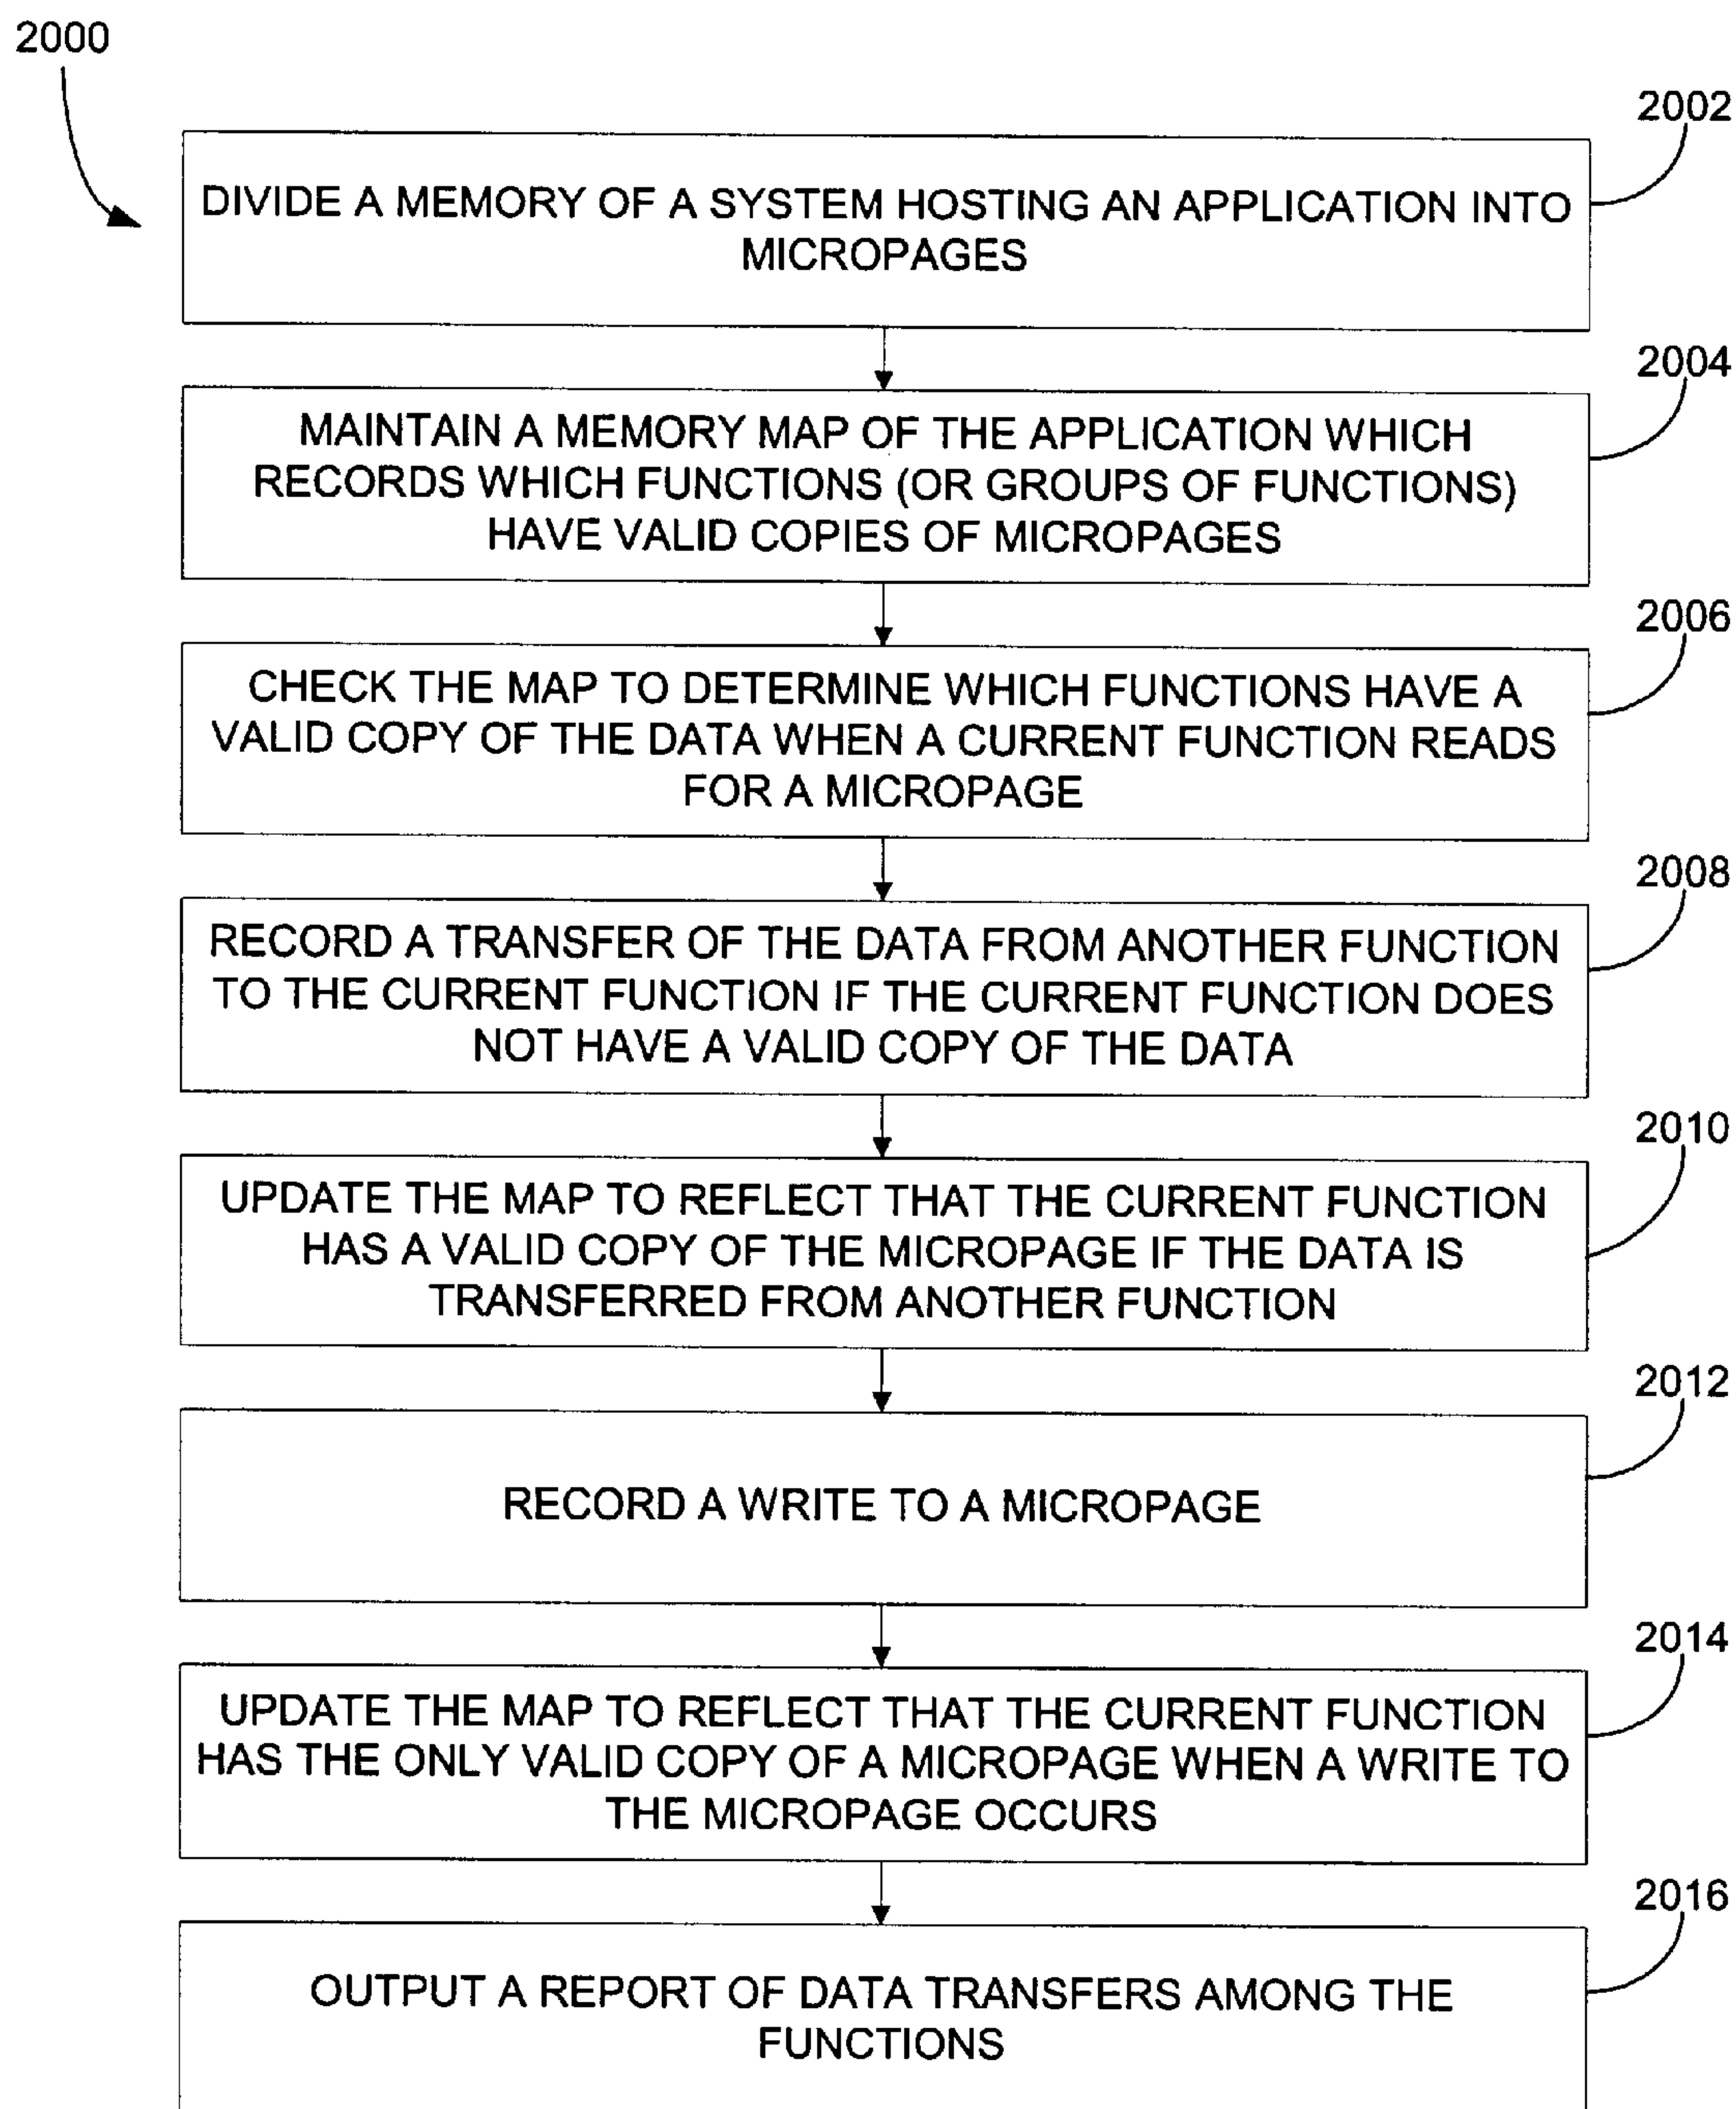 2000
2002
DIVIDE A MEMORY OF A SYSTEM HOSTING AN APPLICATION INTO
MICROPAGES
2004
MAINTAIN A MEMORY MAP OF THE APPLICATION WHICH
RECORDS WHICH FUNCTIONS (OR GROUPS OF FUNCTIONS)
HAVE VALID COPIES OF MICROPAGES
2006
CHECK THE MAP TO DETERMINE WHICH FUNCTIONS HAVE A
VALID COPY OF THE DATA WHEN A CURRENT FUNCTION READS
FOR A MICROPAGE
2008
RECORD A TRANSFER OF THE DATA FROM ANOTHER FUNCTION
TO THE CURRENT FUNCTION IF THE CURRENT FUNCTION DOES
NOT HAVE A VALID COPY OF THE DATA
2010
UPDATE THE MAP TO REFLECT THAT THE CURRENT FUNCTION
HAS A VALID COPY OF THE MICROPAGE IF THE DATA IS
TRANSFERRED FROM ANOTHER FUNCTION
2012
RECORD A WRITE TO A MICROPAGE
2014
UPDATE THE MAP TO REFLECT THAT THE CURRENT FUNCTION
HAS THE ONLY VALID COPY OF A MICROPAGE WHEN A WRITE TO
THE MICROPAGE OCCURS
2016
OUTPUT A REPORT OF DATA TRANSFERS AMONG THE
FUNCTIONS